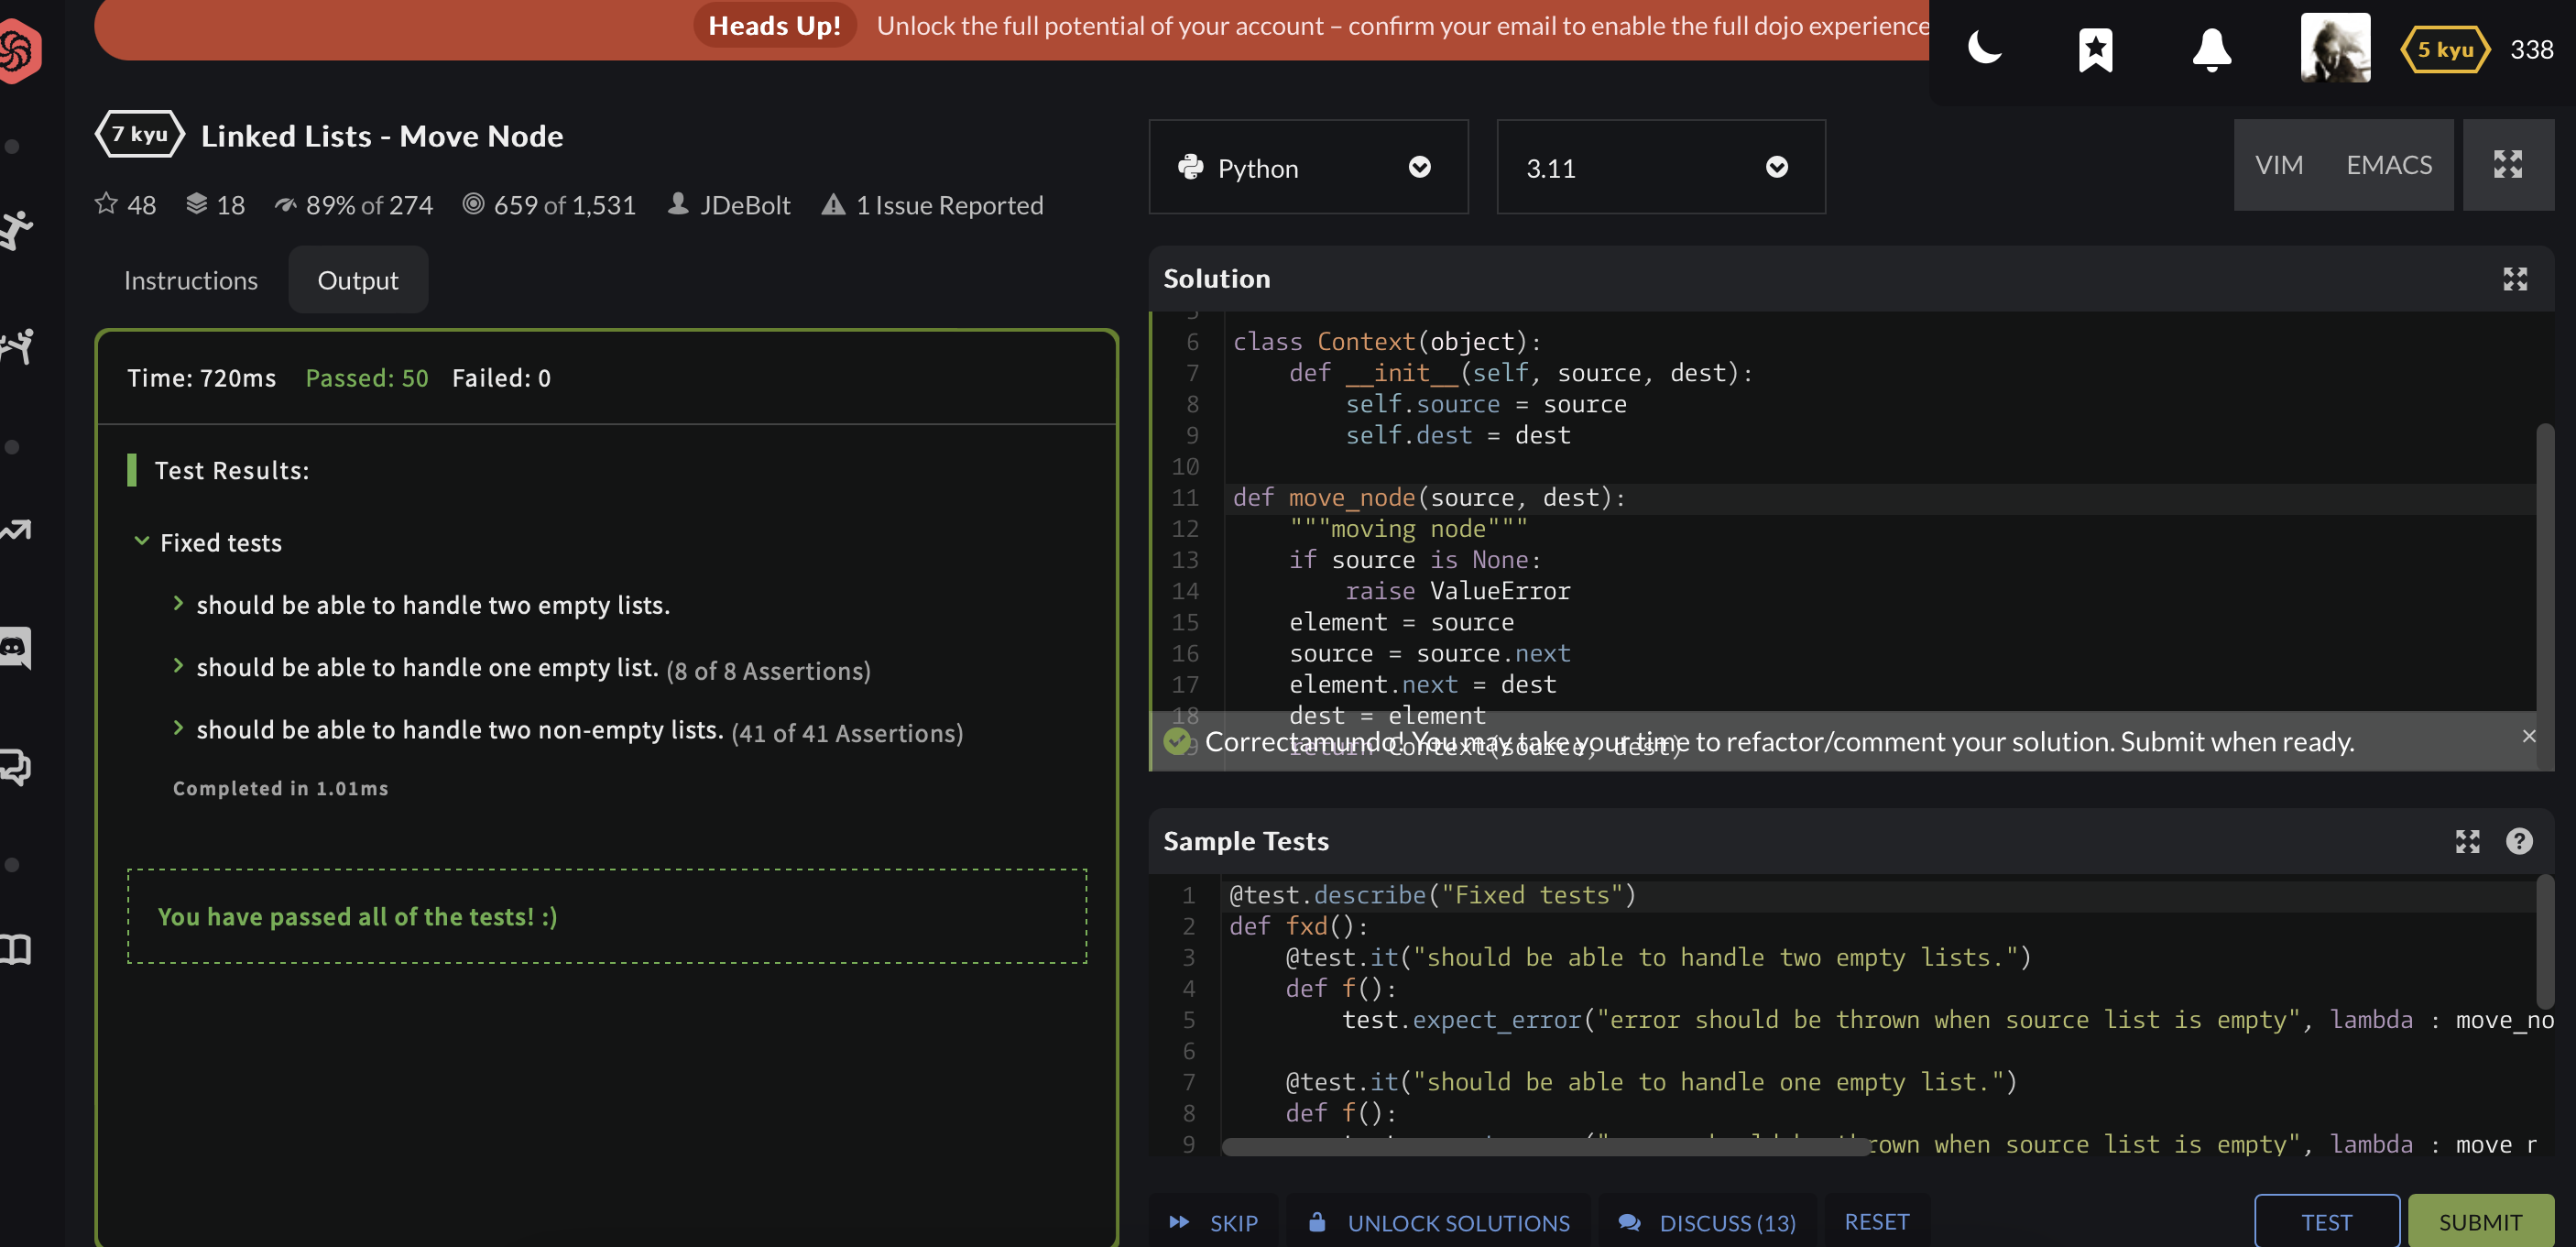 Heads Up! Unlock the full potential of your account – confirm your email to enable the full dojo experience
5 kyu 338
7 kyu Linked Lists - Move Node
48 18 89% of 274 659 of 1,531 JDeBolt 1 Issue Reported
Instructions Output
Time: 720ms Passed: 50 Failed: 0
Test Results:
Fixed tests
should be able to handle two empty lists.
should be able to handle one empty list. (8 of 8 Assertions)
should be able to handle two non-empty lists. (41 of 41 Assertions)
Completed in 1.01ms
You have passed all of the tests! :)
Python 3.11 VIM EMACS
Solution
6 class Context(object):
7 def __init__(self, source, dest):
8 self.source = source
9 self.dest = dest
10
11 def move_node(source, dest):
12 """moving node"""
13 if source is None:
14 raise ValueError
15 element = source
16 source = source.next
17 element.next = dest
18 dest = element
return Context(source, dest)
Correctamundo! You may take your time to refactor/comment your solution. Submit when ready.
Sample Tests
1 @test.describe("Fixed tests")
2 def fxd():
3 @test.it("should be able to handle two empty lists.")
4 def f():
5 test.expect_error("error should be thrown when source list is empty", lambda : move_no
6
7 @test.it("should be able to handle one empty list.")
8 def f():
9 rown when source list is empty", lambda : move
SKIP UNLOCK SOLUTIONS DISCUSS (13) RESET TEST SUBMIT